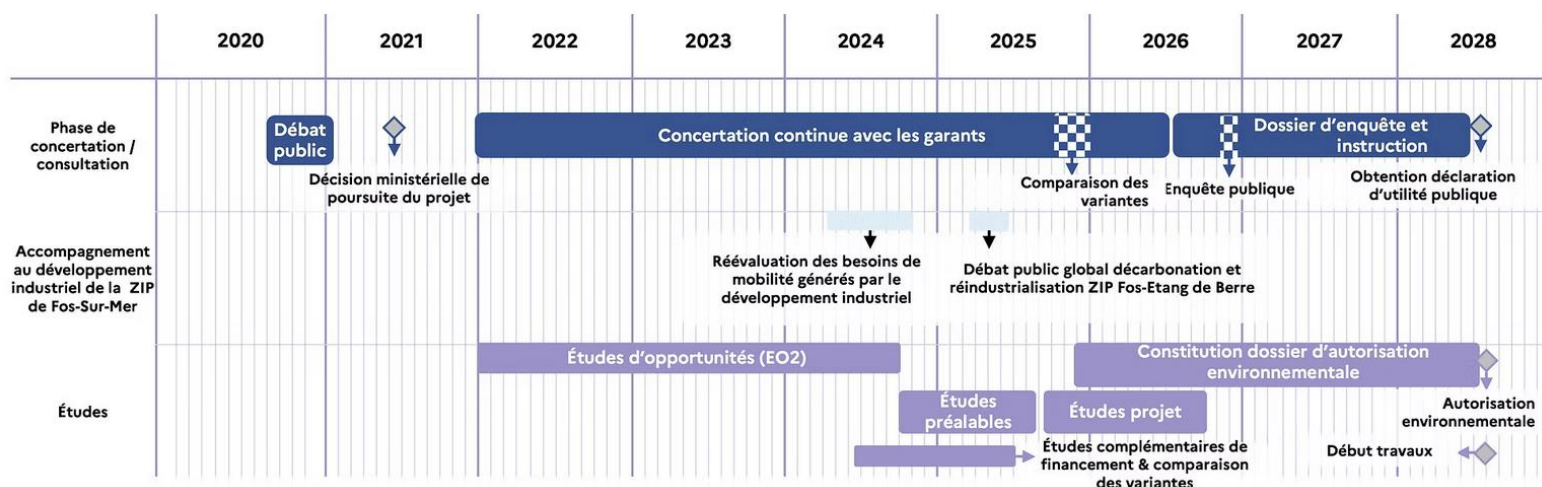 2020 2021 2022 2023 2024 2025 2026 2027 2028
Phase de
concertation /
consultation
Débat
public
Décision ministérielle de
poursuite du projet
Concertation continue avec les garants
Comparaison des
variantes
Dossier d'enquête et
instruction
Enquête publique
Obtention déclaration
d'utilité publique
Accompagnement
au développement
industriel de la ZIP
de Fos-Sur-Mer
Réévaluation des besoins de
mobilité générés par le
développement industriel
Débat public global décarbonation et
réindustrialisation ZIP Fos-Etang de Berre
Études
Études d'opportunités (EO2)
Constitution dossier d'autorisation
environnementale
Études
préalables
Études projet
Autorisation
environnementale
Études complémentaires de
financement & comparaison
des variantes
Début travaux